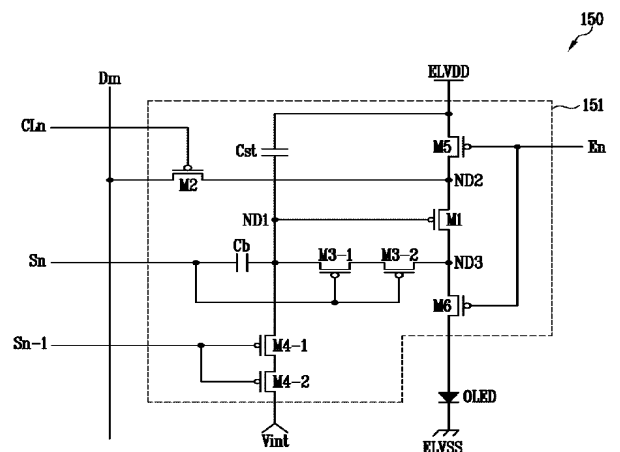 150
Dm
ELVDD
151
CLn
Cst
M5
En
M2
ND2
ND1
M1
Cb
M3-1
M3-2
Sn
ND3
M6
Sn-1
M4-1
M4-2
OLED
Vint
ELVSS